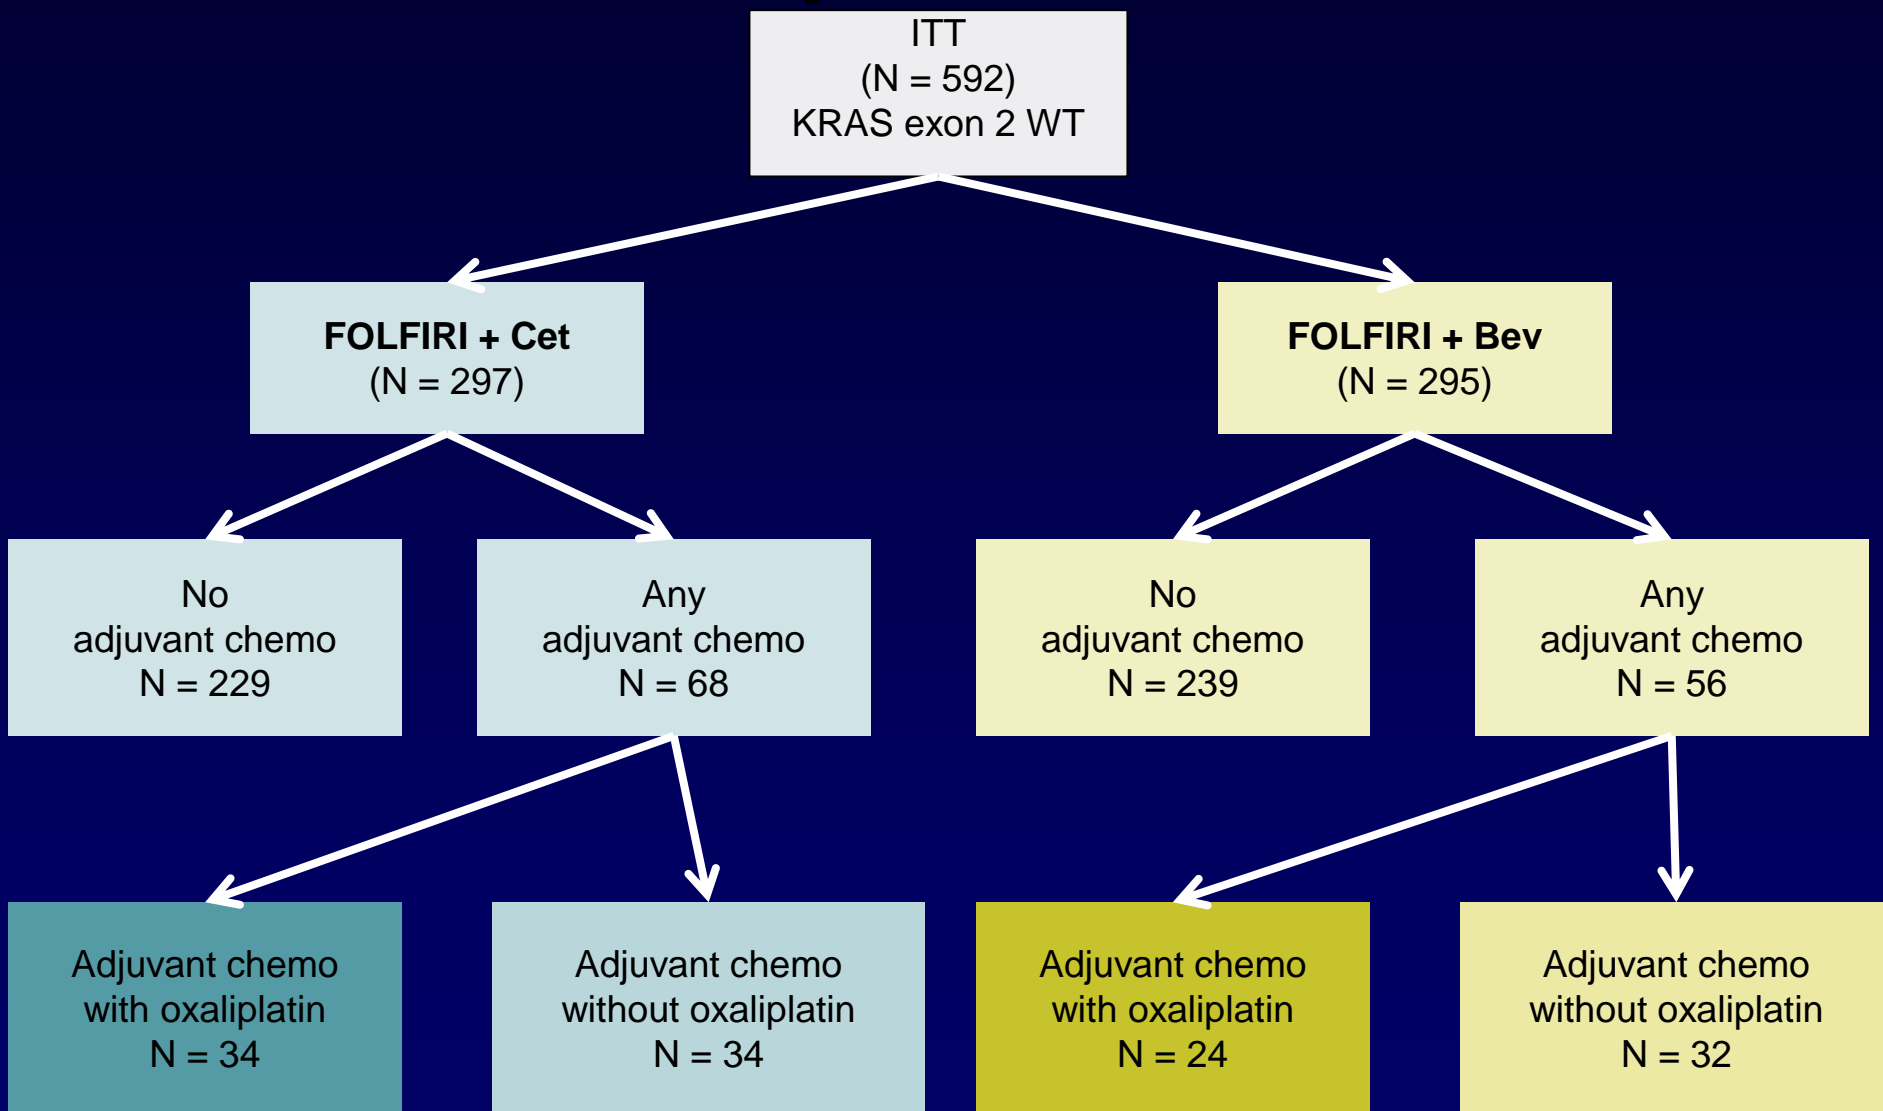 ITT
(N = 592)
KRAS exon 2 WT
FOLFIRI + Cet
(N = 297)
FOLFIRI + Bev
(N = 295)
No
adjuvant chemo
N = 229
Any
adjuvant chemo
N = 68
No
adjuvant chemo
N = 239
Any
adjuvant chemo
N = 56
Adjuvant chemo
with oxaliplatin
N = 34
Adjuvant chemo
without oxaliplatin
N = 34
Adjuvant chemo
with oxaliplatin
N = 24
Adjuvant chemo
without oxaliplatin
N = 32